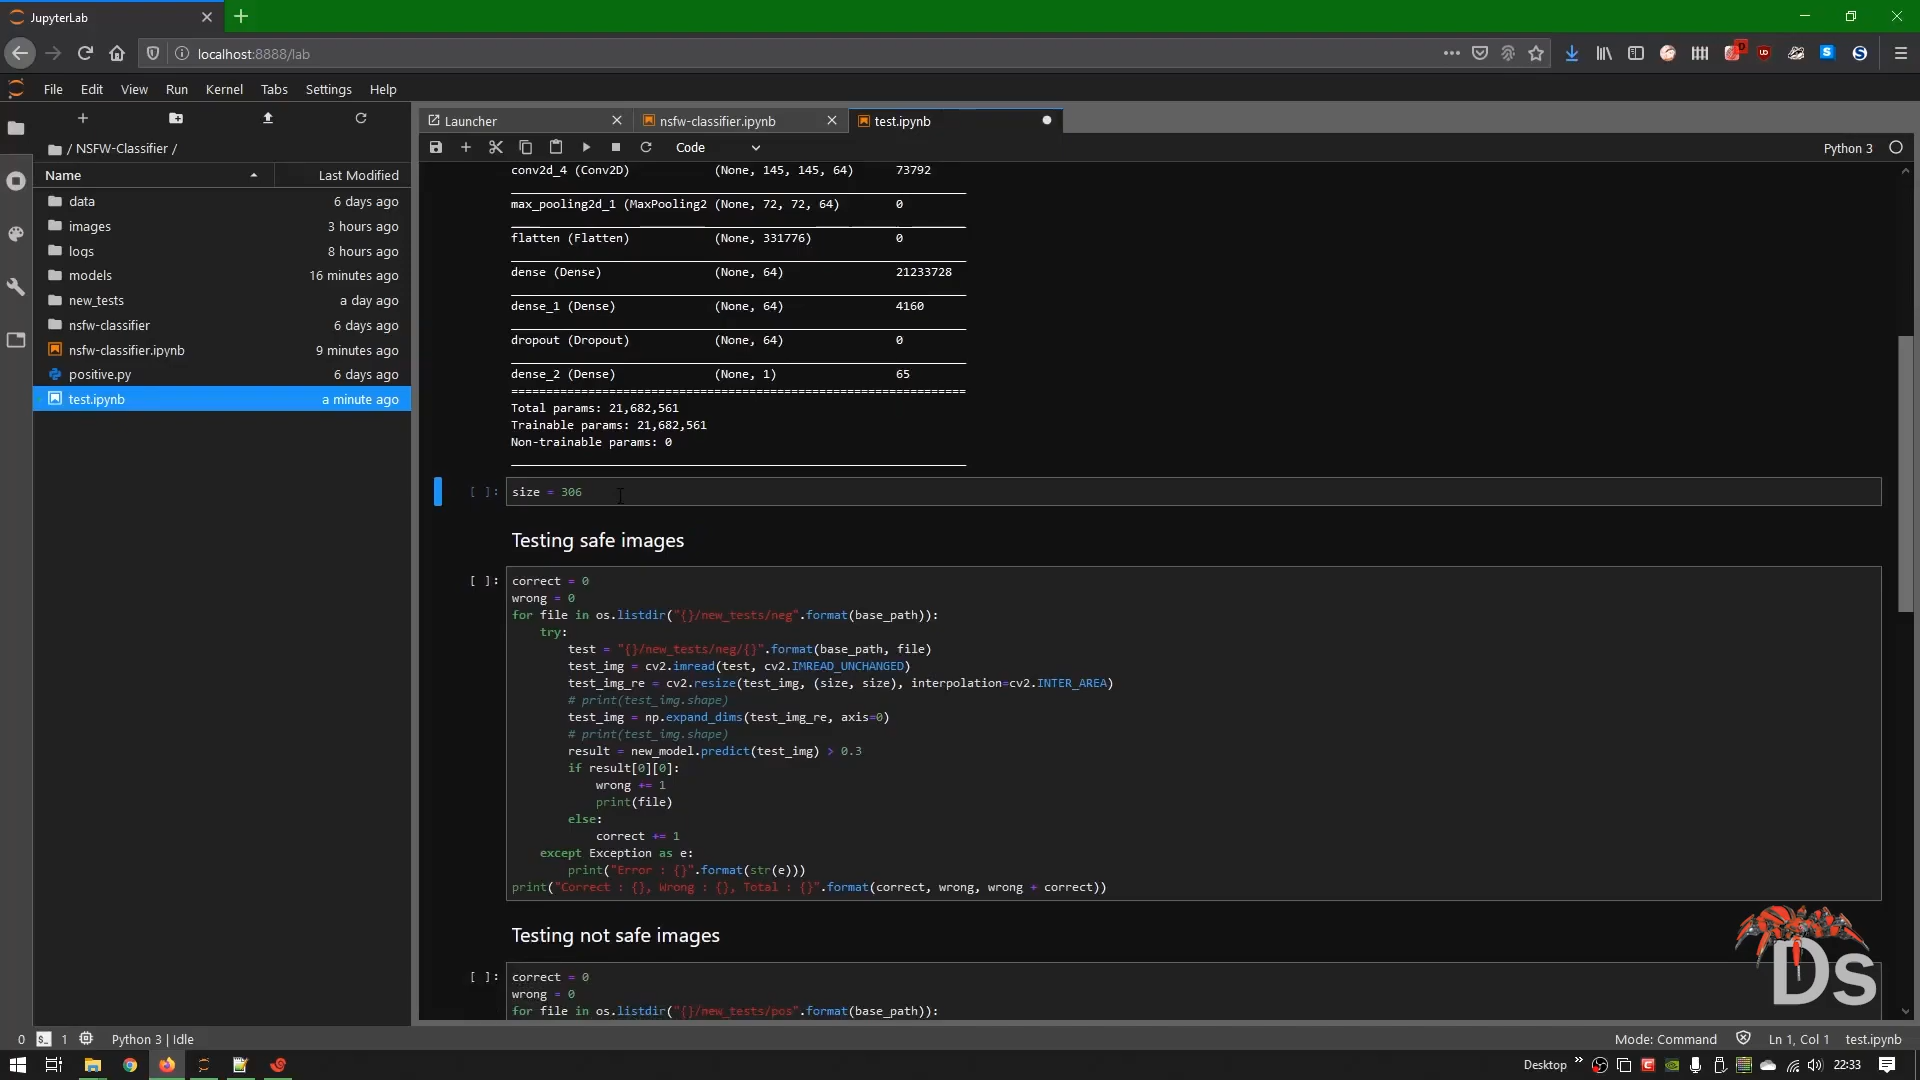 JupyterLab
localhost:8888/lab
File Edit View Run Kernel Tabs Settings Help
Launcher
nsfw-classifier.ipynb
test.ipynb
Code
Python 3
/ NSFW-Classifier /
Name Last Modified
data 6 days ago
images 3 hours ago
logs 8 hours ago
models 16 minutes ago
new_tests a day ago
nsfw-classifier 6 days ago
nsfw-classifier.ipynb 9 minutes ago
positive.py 6 days ago
test.ipynb a minute ago
conv2d_4 (Conv2D) (None, 145, 145, 64) 73792
max_pooling2d_1 (MaxPooling2 (None, 72, 72, 64) 0
flatten (Flatten) (None, 331776) 0
dense (Dense) (None, 64) 21233728
dense_1 (Dense) (None, 64) 4160
dropout (Dropout) (None, 64) 0
dense_2 (Dense) (None, 1) 65
=================================================================
Total params: 21,682,561
Trainable params: 21,682,561
Non-trainable params: 0
[ ]: size = 306
Testing safe images
[ ]: correct = 0
wrong = 0
for file in os.listdir("{}/new_tests/neg".format(base_path)):
try:
test = "{}/new_tests/neg/{}".format(base_path, file)
test_img = cv2.imread(test, cv2.IMREAD_UNCHANGED)
test_img_re = cv2.resize(test_img, (size, size), interpolation=cv2.INTER_AREA)
# print(test_img.shape)
test_img = np.expand_dims(test_img_re, axis=0)
# print(test_img.shape)
result = new_model.predict(test_img) > 0.3
if result[0][0]:
wrong += 1
print(file)
else:
correct += 1
except Exception as e:
print("Error : {}".format(str(e)))
print("Correct : {}, Wrong : {}, Total : {}".format(correct, wrong, wrong + correct))
Testing not safe images
[ ]: correct = 0
wrong = 0
for file in os.listdir("{}/new_tests/pos".format(base_path)):
Ds
0 1 Python 3 | Idle
Mode: Command Ln 1, Col 1 test.ipynb
Desktop 22:33